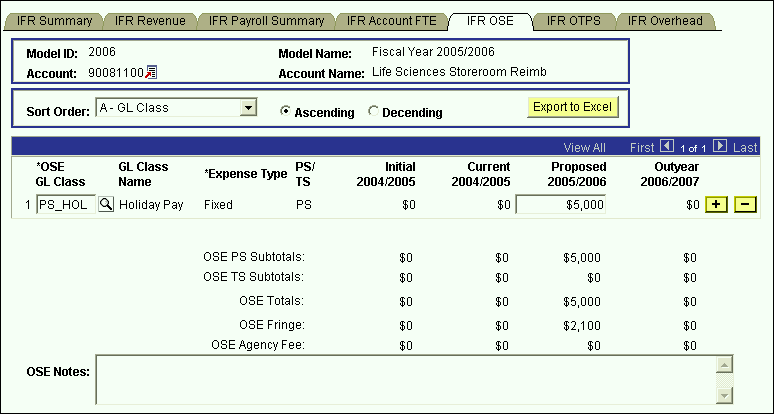 IFR Summary IFR Revenue IFR Payroll Summary IFR Account FTE IFR OSE IFR OTPS IFR Overhead
Model ID: 2006 Model Name: Fiscal Year 2005/2006
Account: 90081100 Account Name: Life Sciences Storeroom Reimb
Sort Order: A - GL Class Ascending Decending Export to Excel
View All First 1 of 1 Last
*OSE GL Class PS/ Initial Current Proposed Outyear
GL Class Name *Expense Type TS 2004/2005 2004/2005 2005/2006 2006/2007
1 PS_HOL Holiday Pay Fixed PS $0 $0 $5,000 $0 + −
OSE PS Subtotals: $0 $0 $5,000 $0
OSE TS Subtotals: $0 $0 $0 $0
OSE Totals: $0 $0 $5,000 $0
OSE Fringe: $0 $0 $2,100 $0
OSE Agency Fee: $0 $0 $0 $0
OSE Notes: